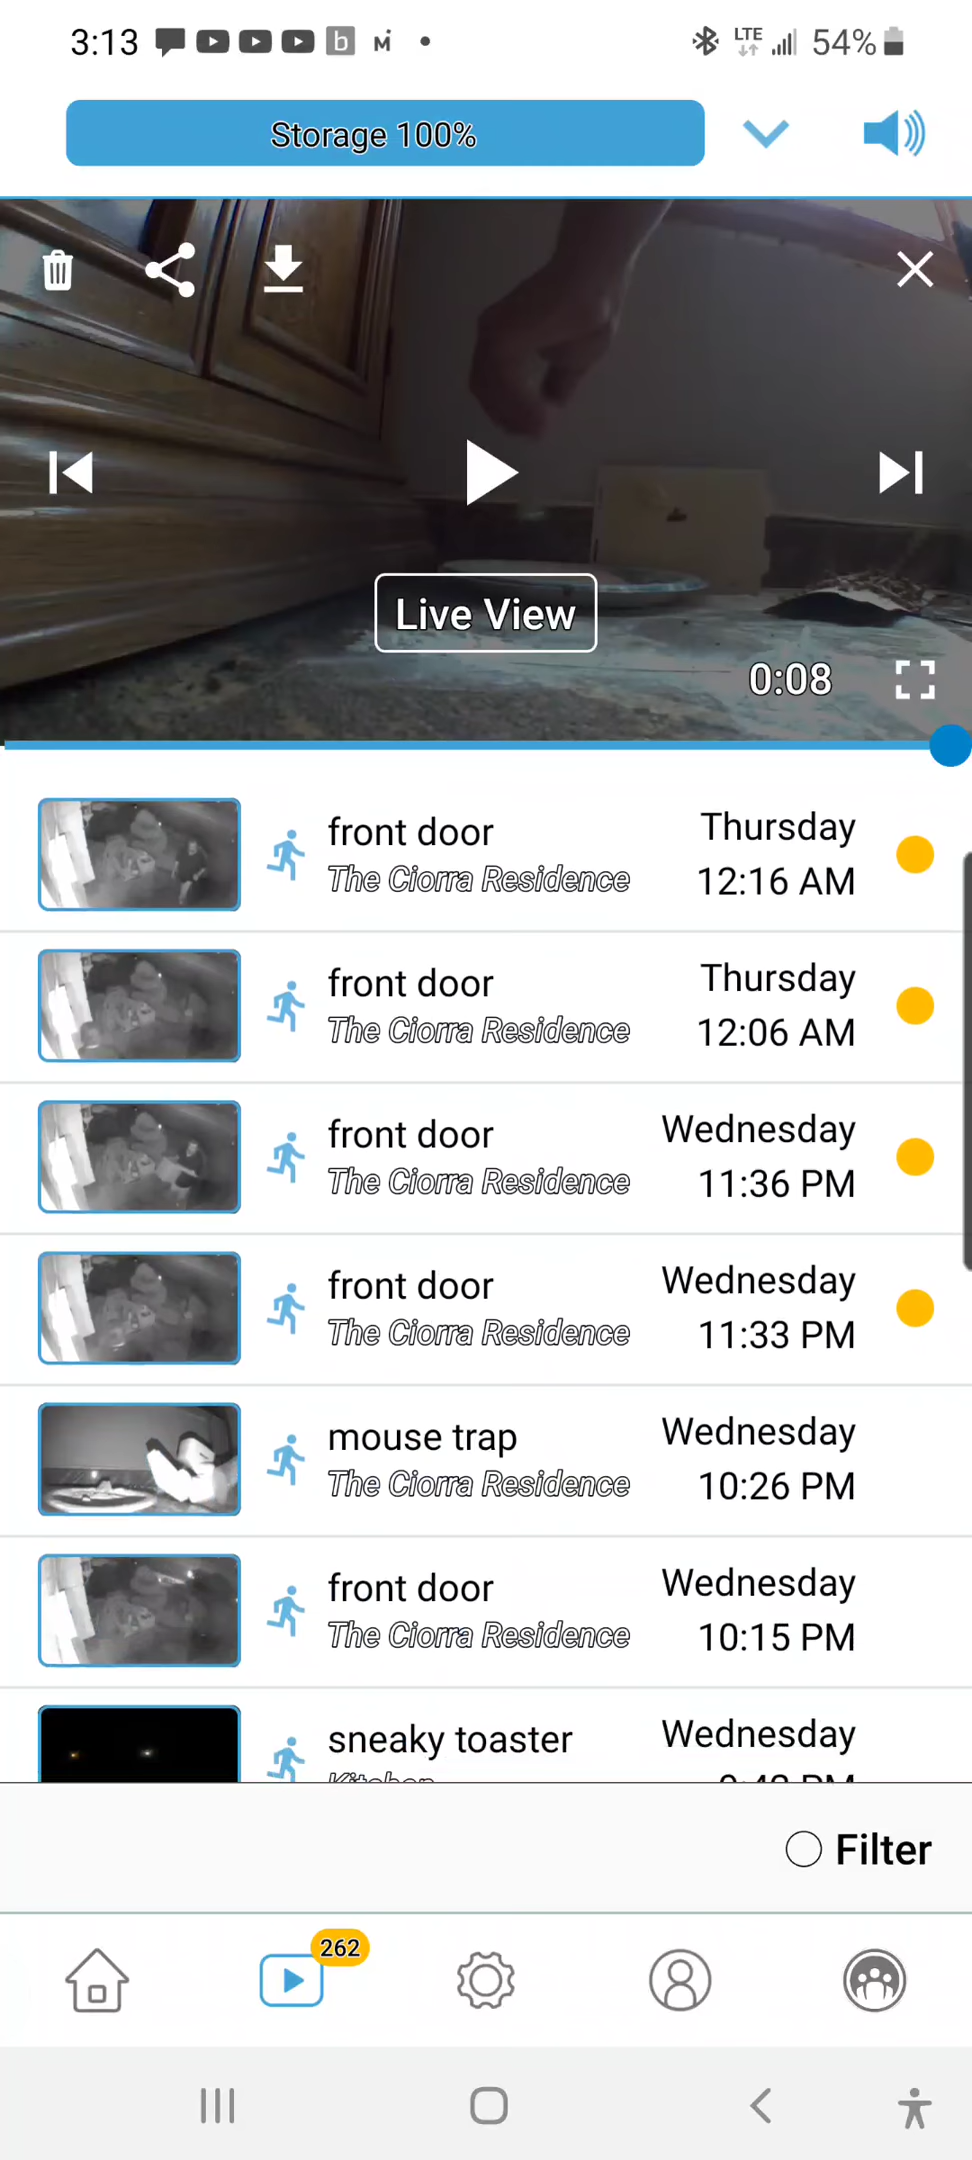 3:13
LTE
54%
Storage 100%
Live View
0:08
front door
The Ciorra Residence
Thursday
12:16 AM
front door
The Ciorra Residence
Thursday
12:06 AM
front door
The Ciorra Residence
Wednesday
11:36 PM
front door
The Ciorra Residence
Wednesday
11:33 PM
mouse trap
The Ciorra Residence
Wednesday
10:26 PM
front door
The Ciorra Residence
Wednesday
10:15 PM
sneaky toaster
Kitchen
Wednesday
Filter
262